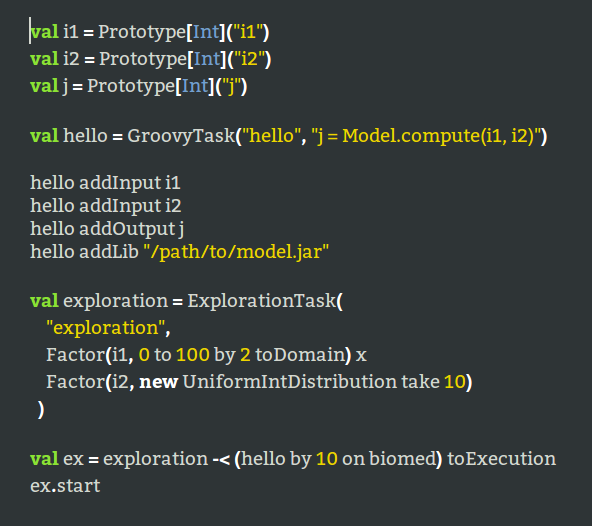 val i1 = Prototype[Int]("i1")
val i2 = Prototype[Int]("i2")
val j = Prototype[Int]("j")
val hello = GroovyTask("hello", "j = Model.compute(i1, i2)")
hello addInput i1
hello addInput i2
hello addOutput j
hello addLib "/path/to/model.jar"
val exploration = ExplorationTask(
"exploration",
Factor(i1, 0 to 100 by 2 toDomain) x
Factor(i2, new UniformIntDistribution take 10)
)
val ex = exploration -< (hello by 10 on biomed) toExecution
ex.start